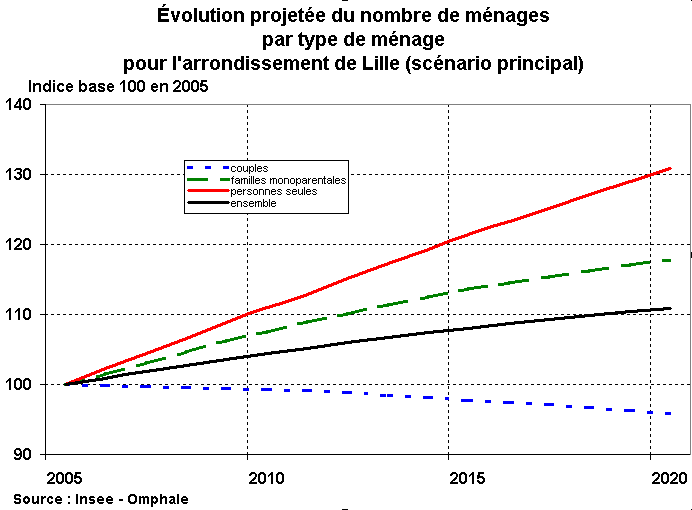 Évolution projetée du nombre de ménages
par type de ménage
pour l'arrondissement de Lille (scénario principal)
Indice base 100 en 2005
140
130
120
110
100
90
couples
familles monoparentales
personnes seules
ensemble
2005 2010 2015 2020
Source : Insee - Omphale